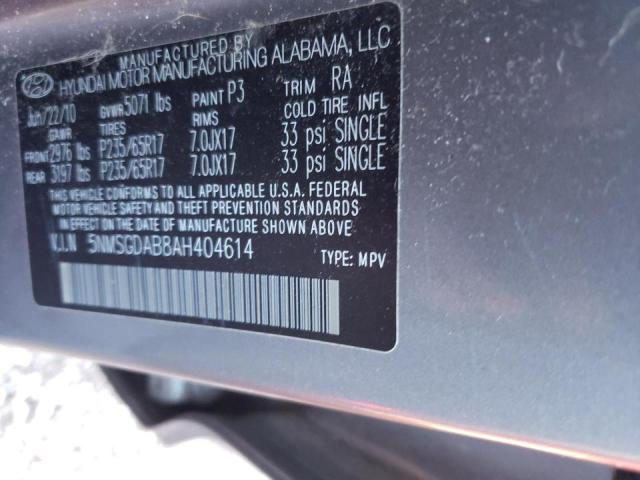 MANUFACTURED BY
HYUNDAI MOTOR MANUFACTURING ALABAMA, LLC
Jun/22/10 GVWR 5071 lbs PAINT P3 TRIM RA
GAWR TIRES RIMS COLD TIRE INFL
FRONT 2976 lbs P235/65R17 7.0JX17 33 psi SINGLE
REAR 3197 lbs P235/65R17 7.0JX17 33 psi SINGLE
THIS VEHICLE CONFORMS TO ALL APPLICABLE U.S.A. FEDERAL
MOTOR VEHICLE SAFETY AND THEFT PREVENTION STANDARDS
IN EFFECT ON THE DATE OF MANUFACTURING SHOWN ABOVE
V.I.N 5NMSGDAB8AH404614
TYPE: MPV